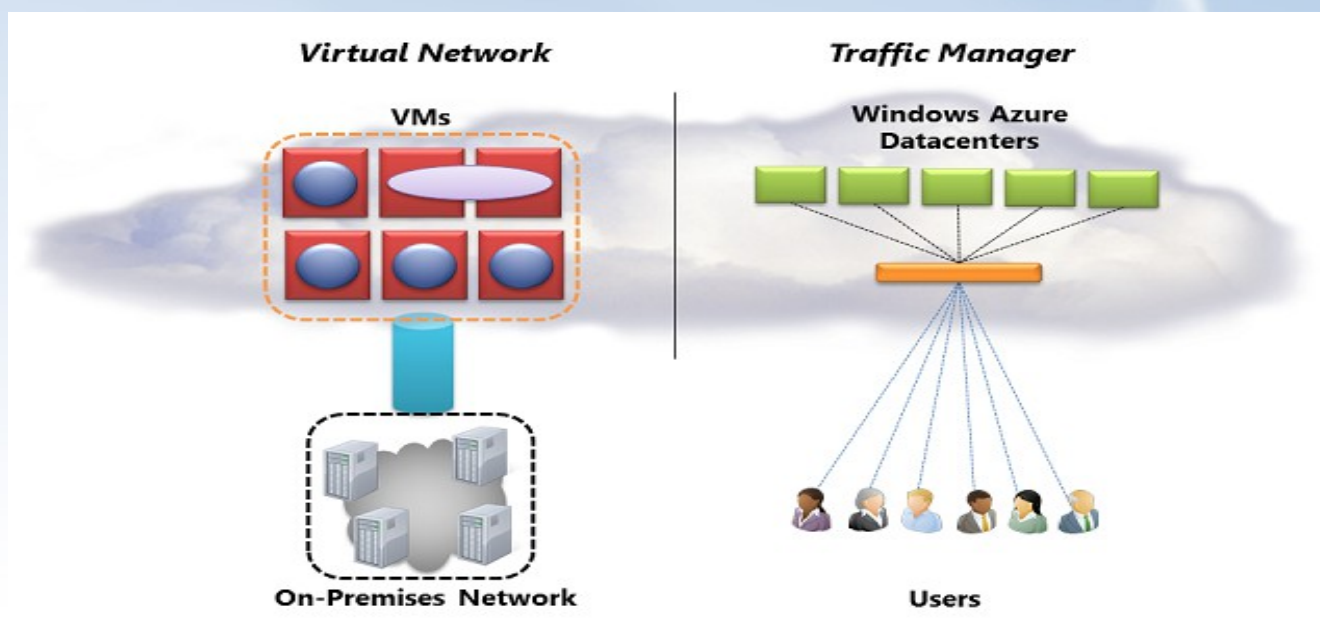 Virtual Network
VMs
On-Premises Network
Traffic Manager
Windows Azure
Datacenters
Users